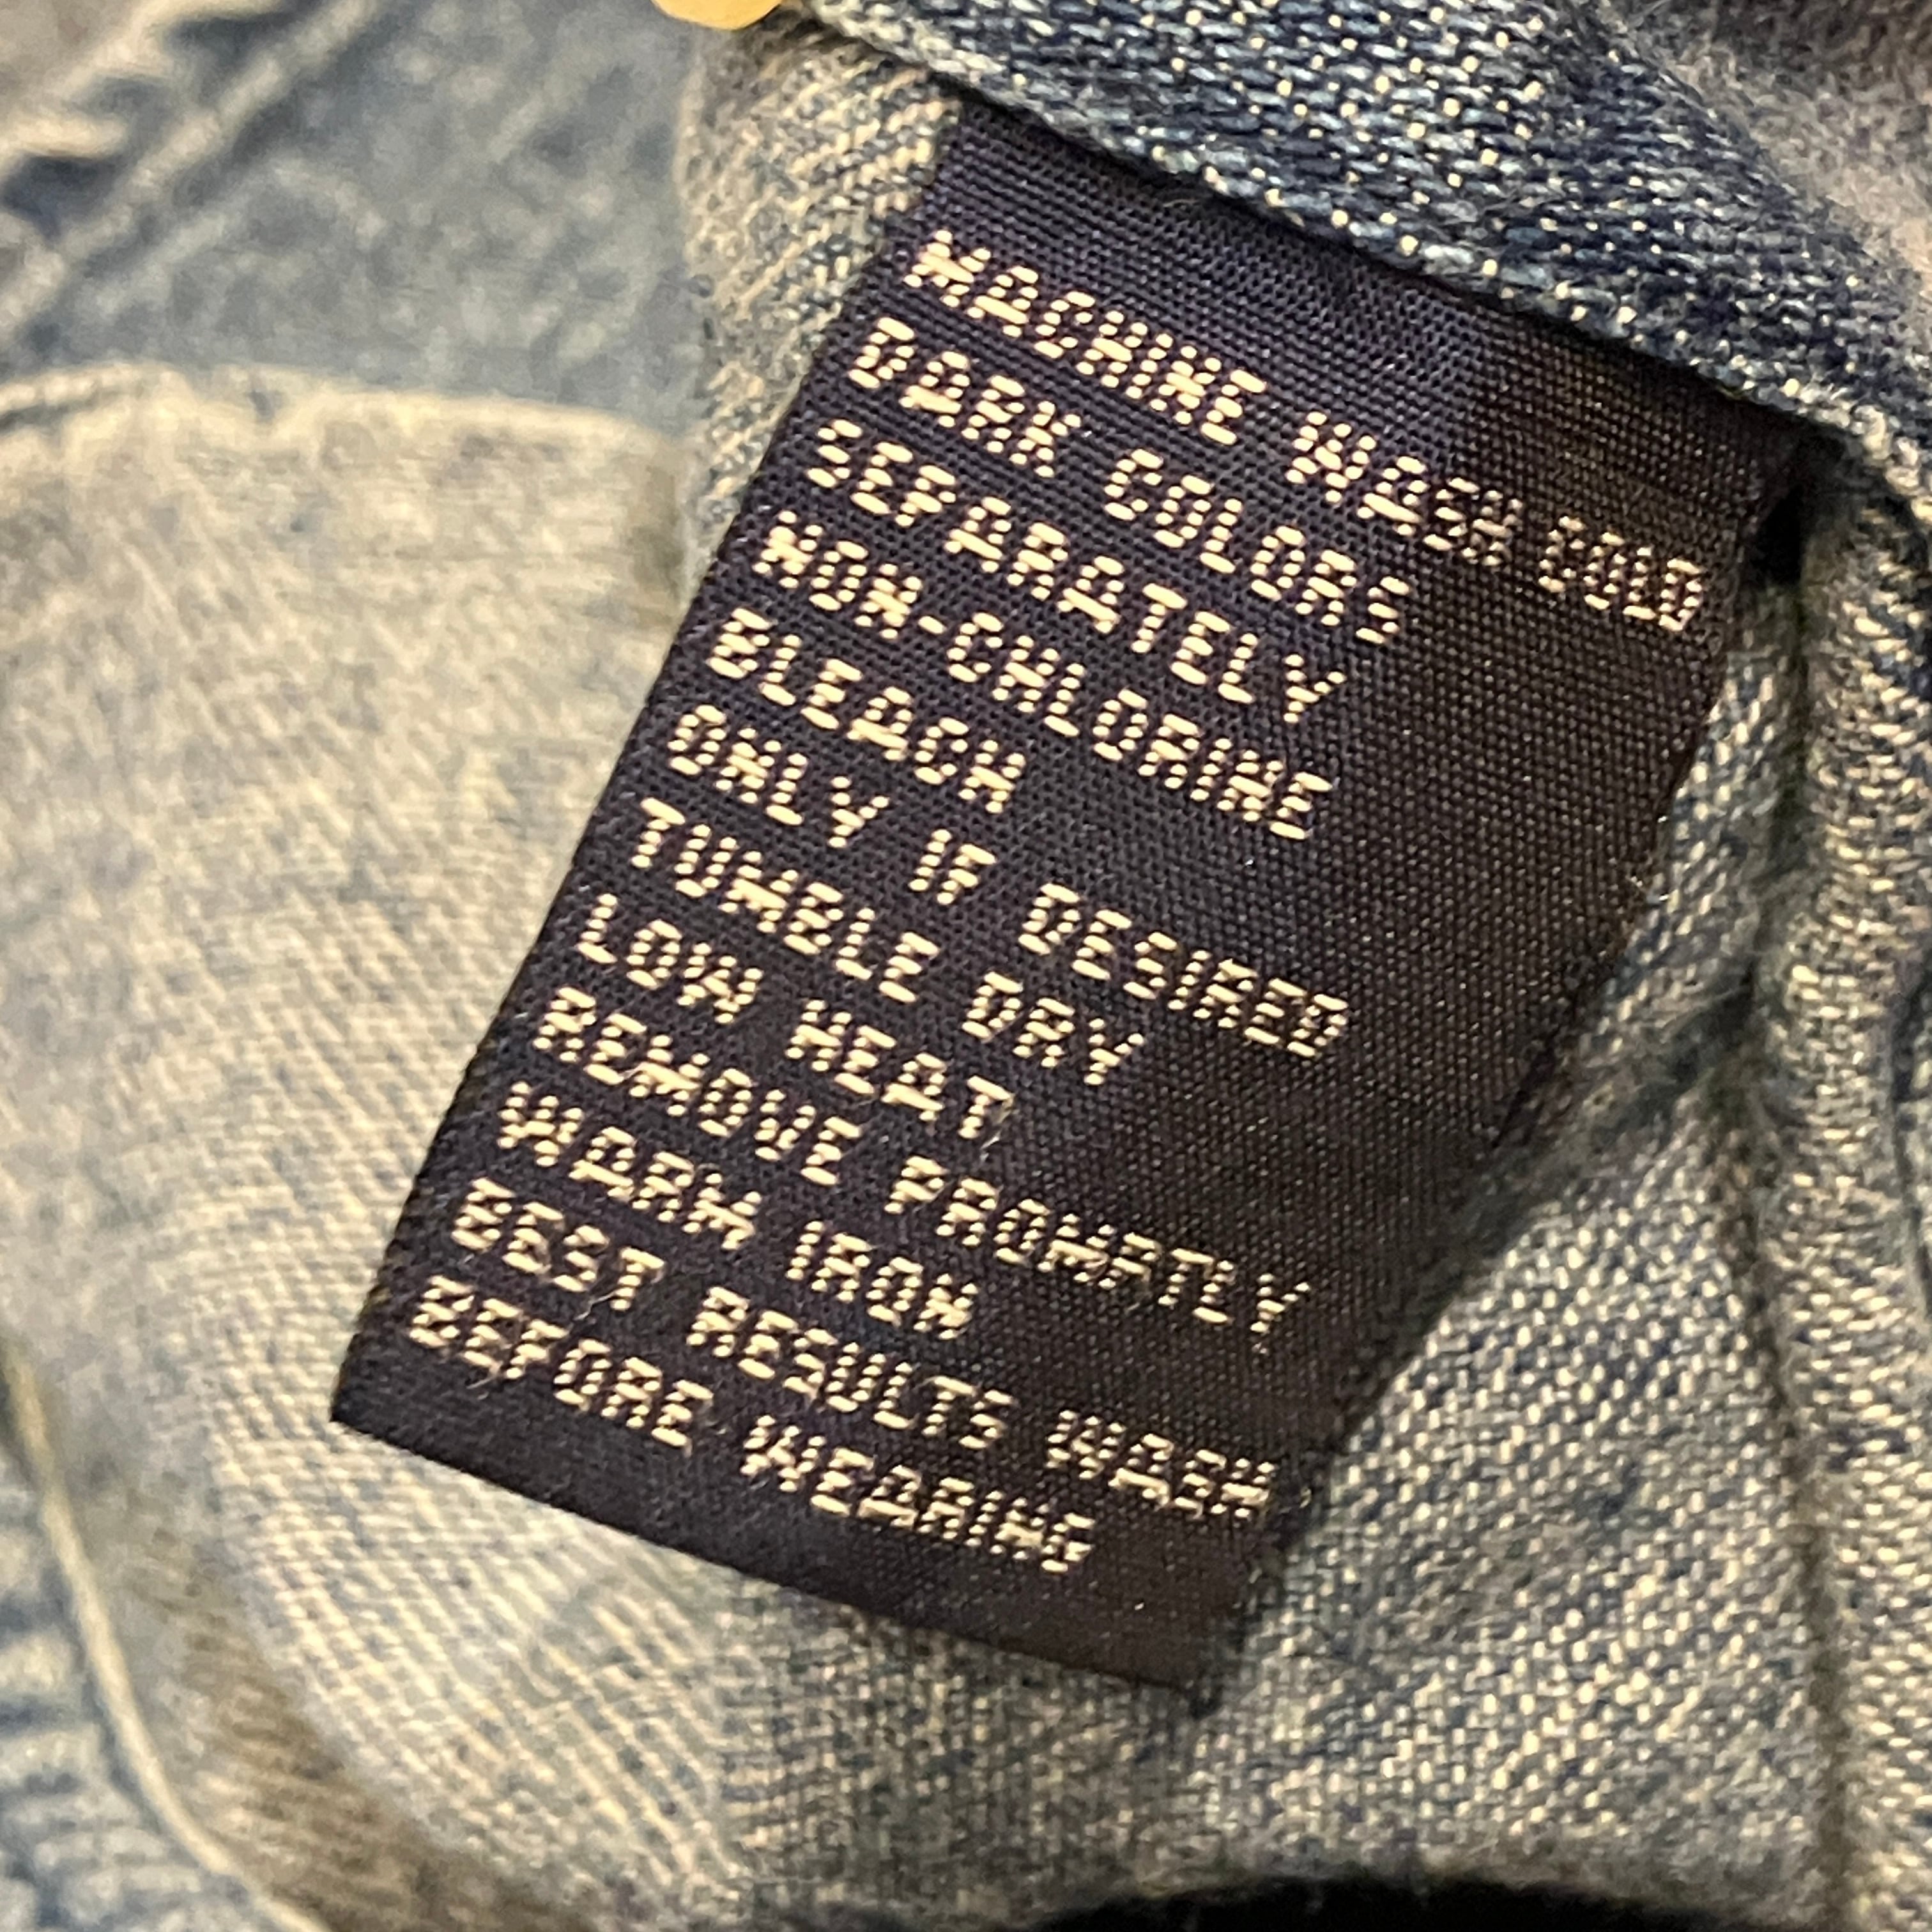 MACHINE WASH COLD
DARK COLORS
SEPARATELY
NON-CHLORINE
BLEACH
ONLY IF DESIRED
TUMBLE DRY
LOW HEAT
REMOVE PROMPTLY
WARM IRON
BEST RESULTS WASH
BEFORE WEARING